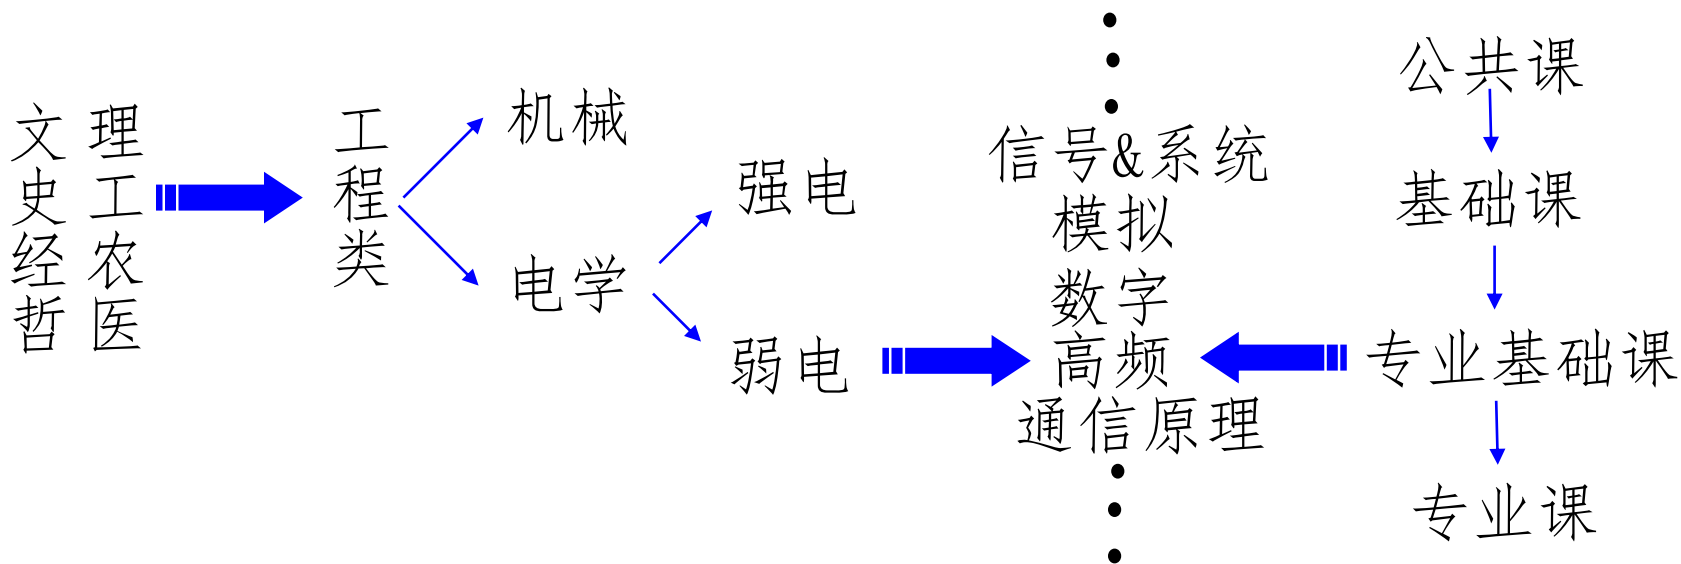 文 理
史 工
经 农
哲 医
工
程
类
机械
电学
强电
弱电
信号&系统
模拟
数字
高频
通信原理
公共课
基础课
专业基础课
专业课